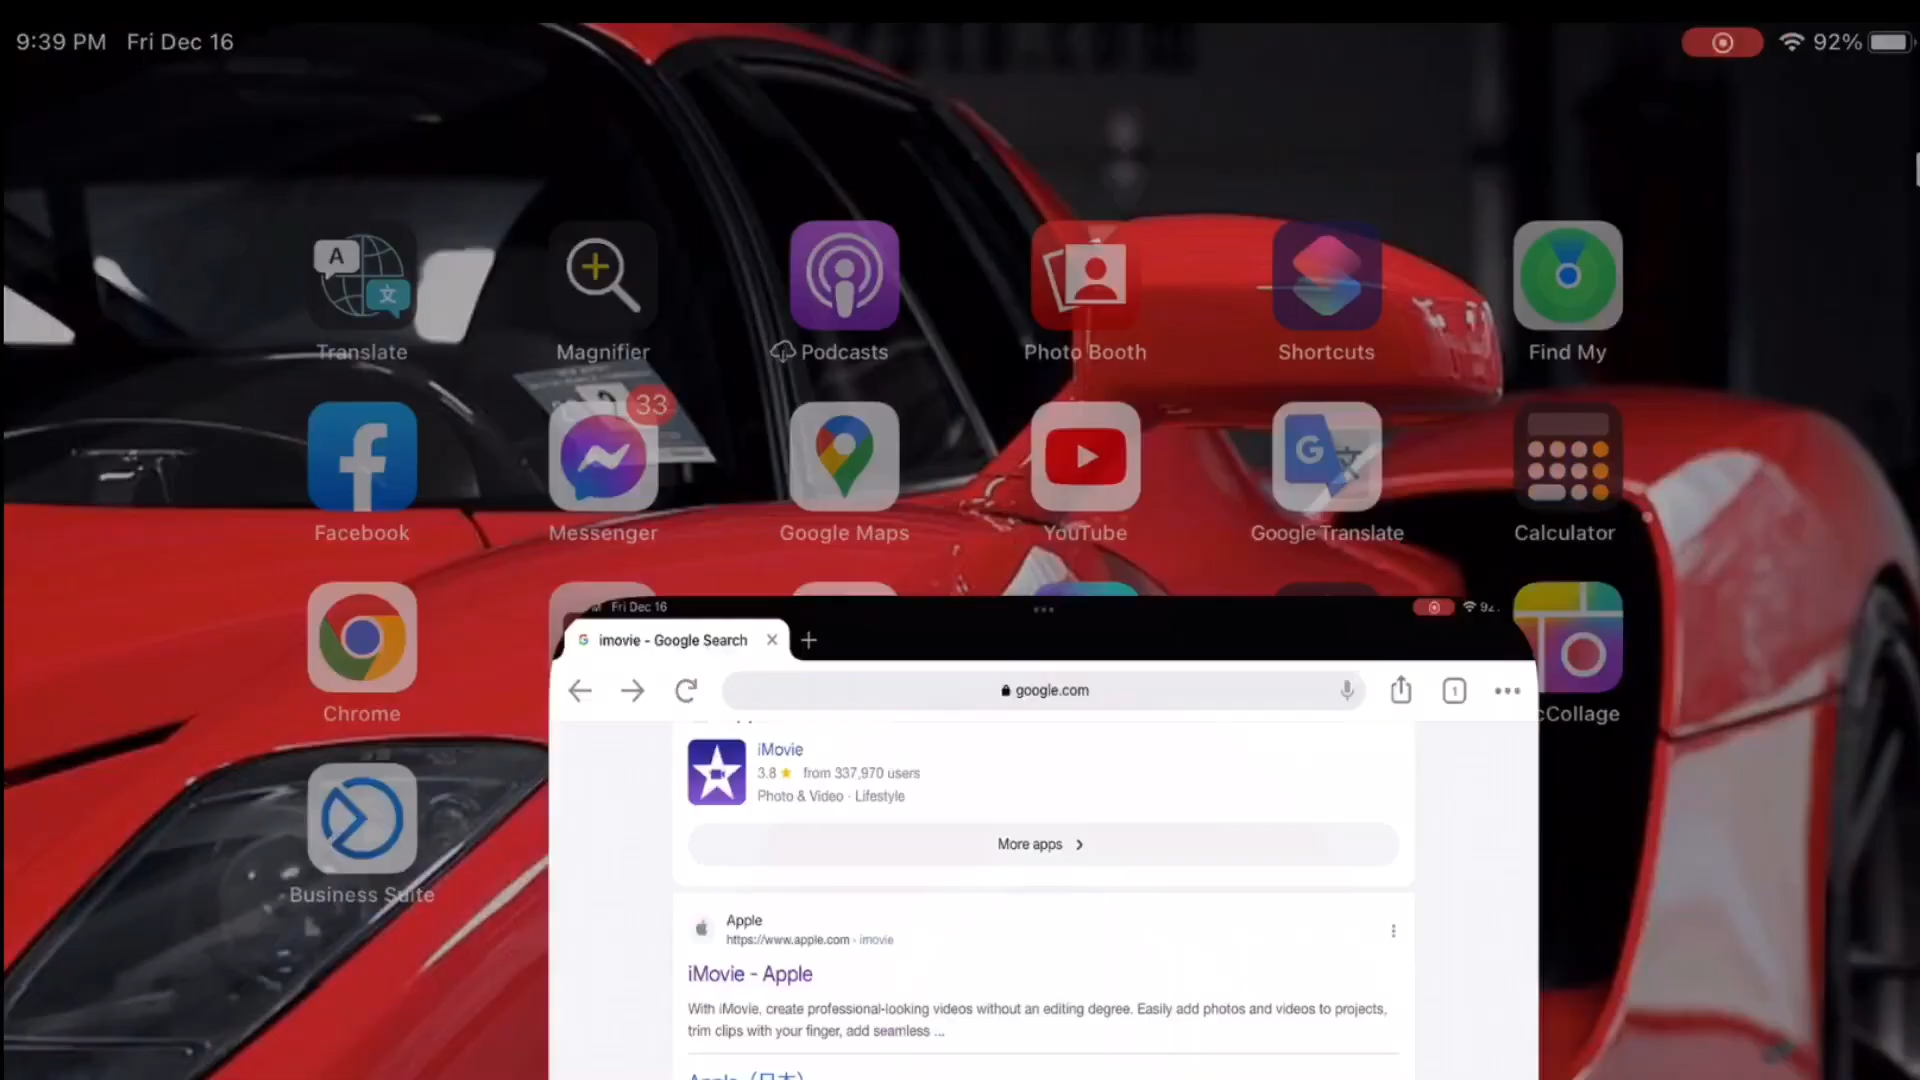 9:39 PM Fri Dec 16
92%
Translate
Magnifier
Podcasts
Photo Booth
Shortcuts
Find My
33
Facebook
Messenger
Google Maps
YouTube
Google Translate
Calculator
Chrome
cCollage
Business Suite
Fri Dec 16
imovie - Google Search
google.com
1
iMovie
3.8 ★ from 337,970 users
Photo & Video · Lifestyle
More apps
Apple
https://www.apple.com › imovie
iMovie - Apple
With iMovie, create professional-looking videos without an editing degree. Easily add photos and videos to projects,
trim clips with your finger, add seamless ...